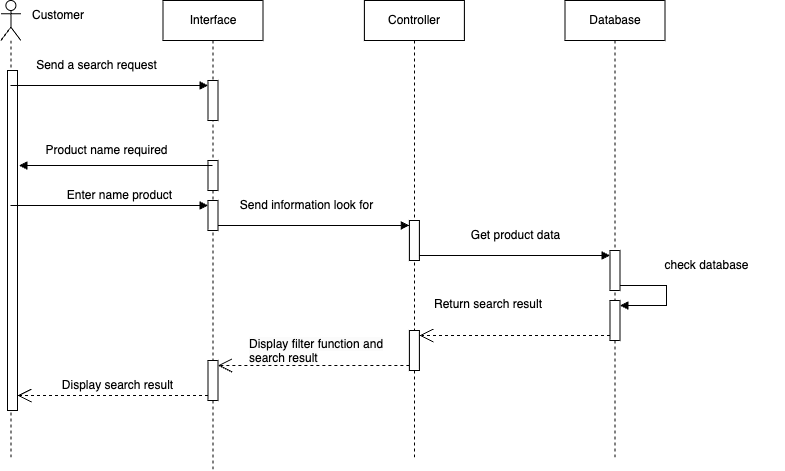 Customer
Interface
Controller
Database
Send a search request
Product name required
Enter name product
Send information look for
Get product data
check database
Return search result
Display filter function and
search result
Display search result